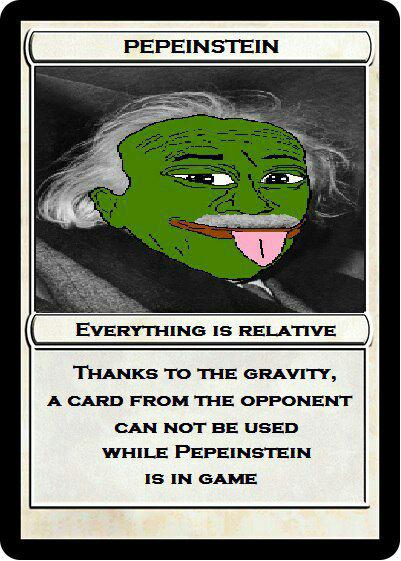 PEPEINSTEIN
EVERYTHING IS RELATIVE
THANKS TO THE GRAVITY,
A CARD FROM THE OPPONENT
CAN NOT BE USED
WHILE PEPEINSTEIN
IS IN GAME